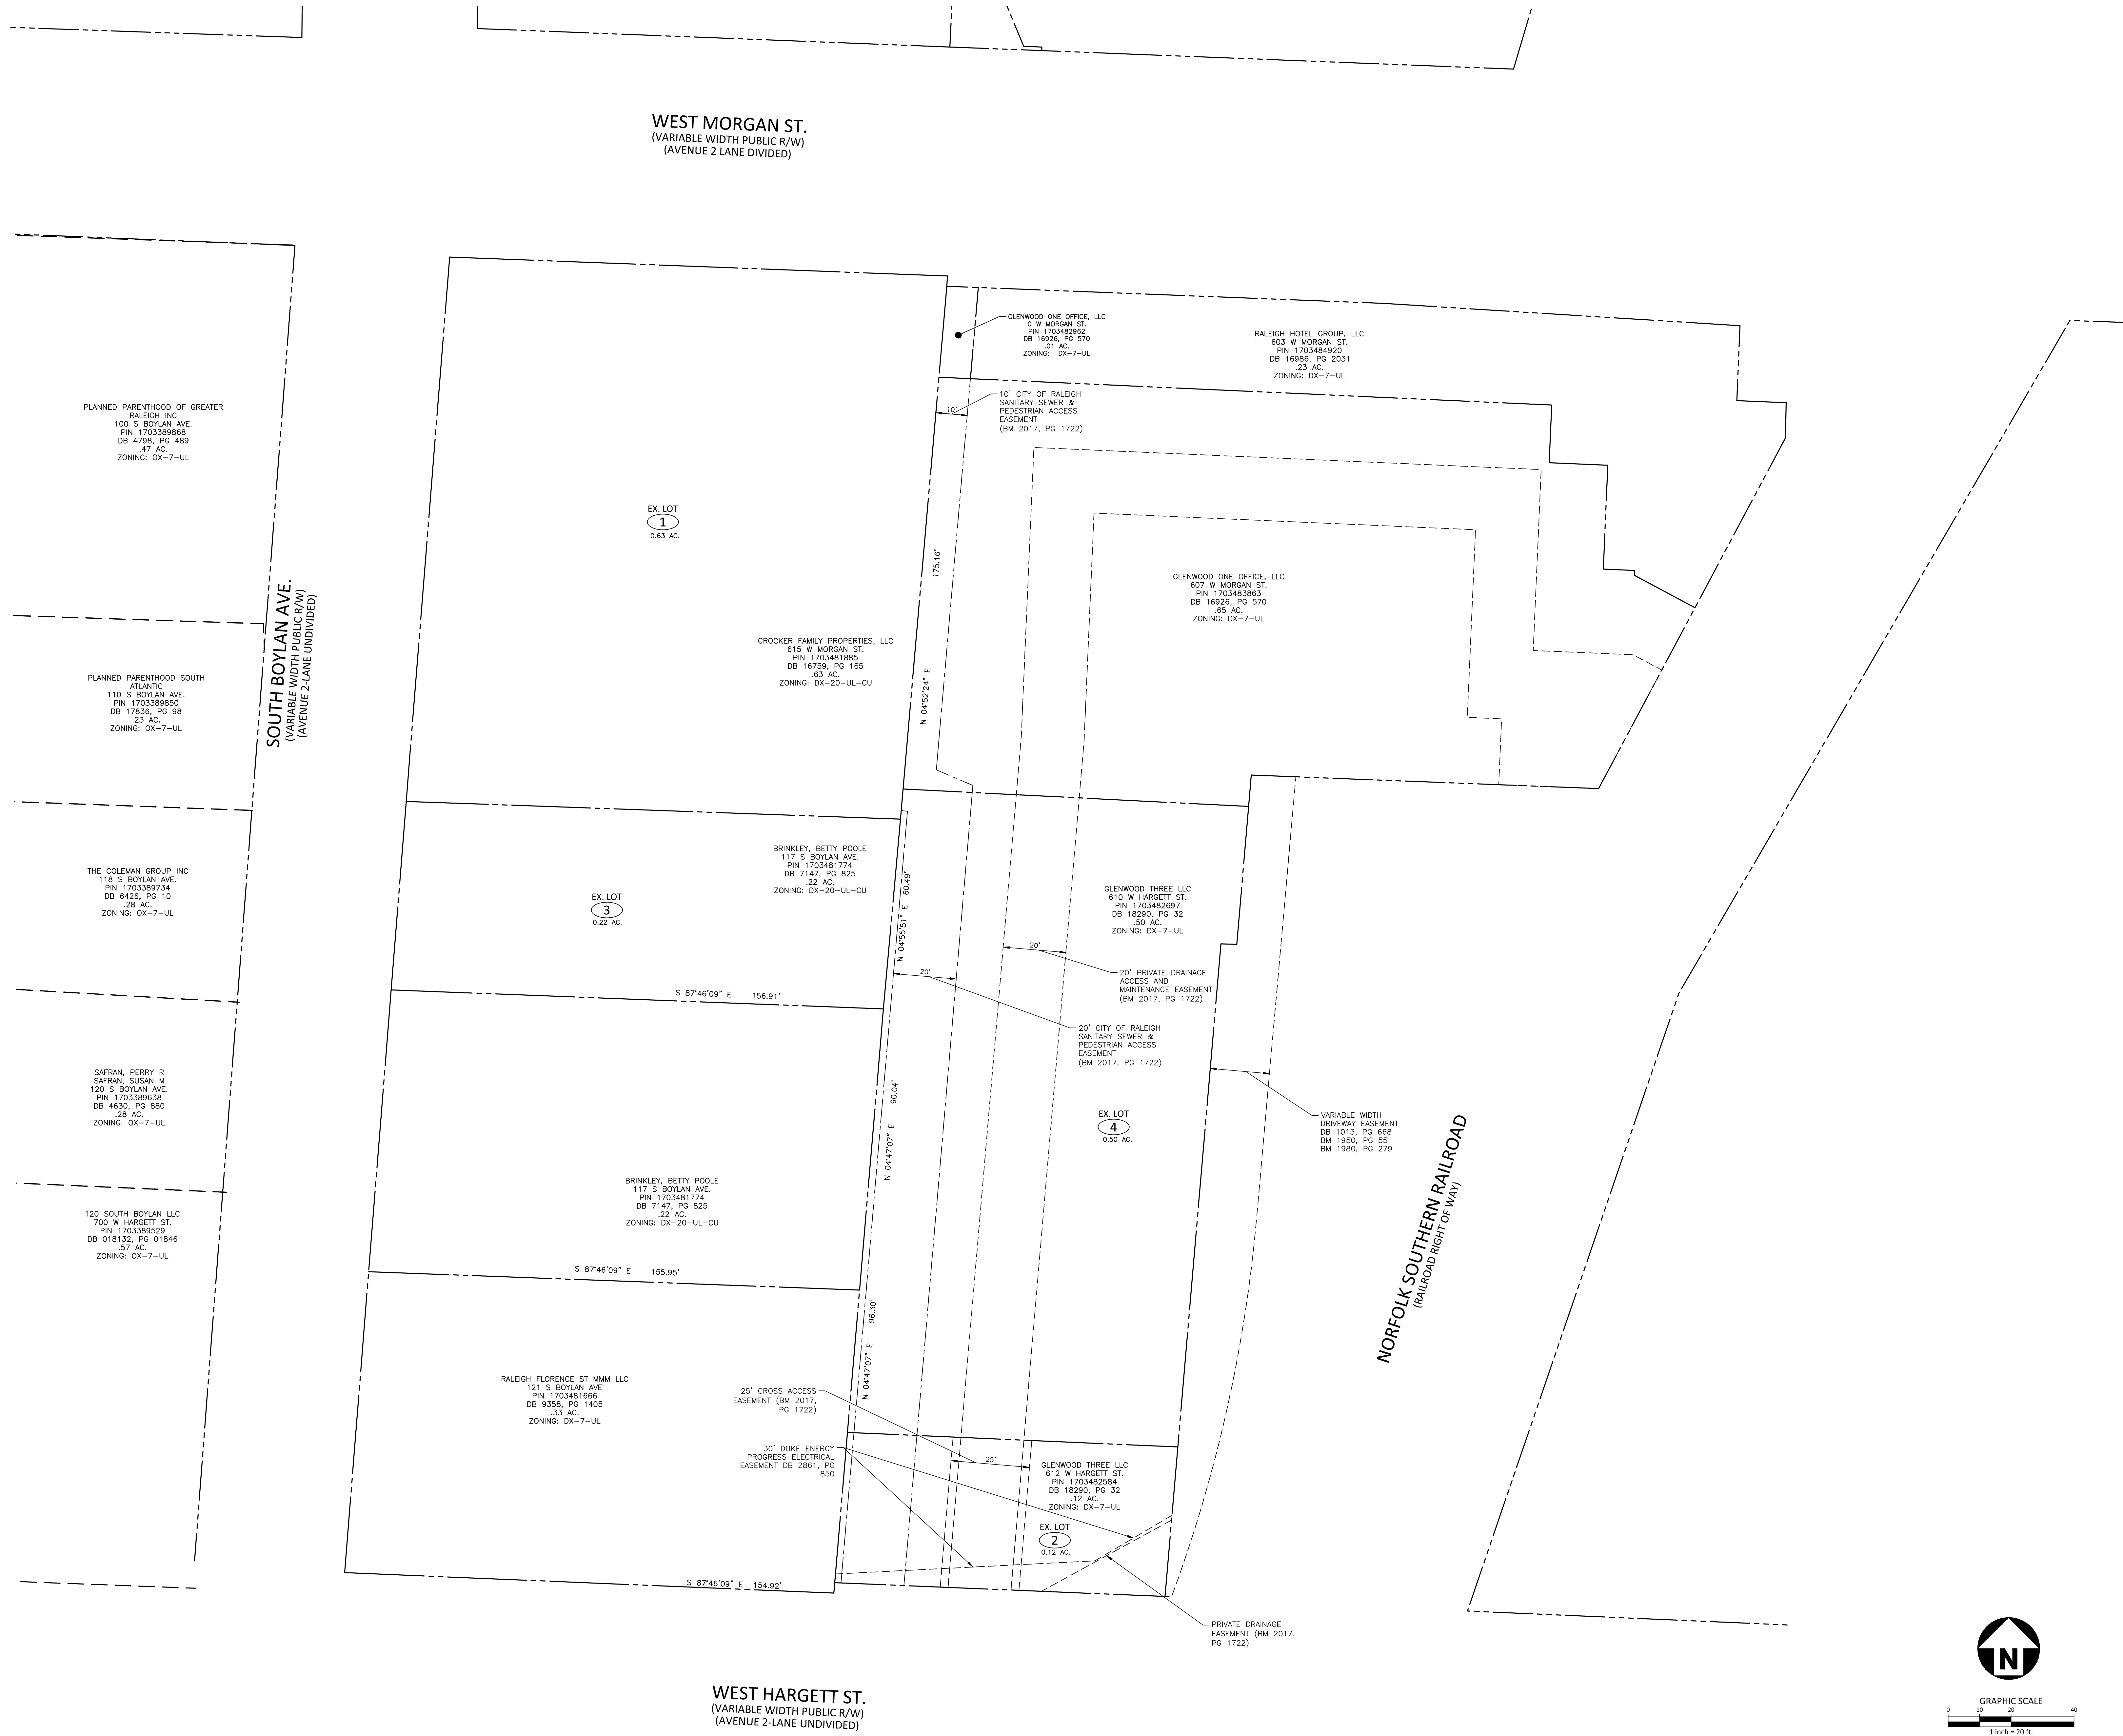 WEST MORGAN ST.
(VARIABLE WIDTH PUBLIC R/W)
(AVENUE 2 LANE DIVIDED)
GLENWOOD ONE OFFICE, LLC
0 W MORGAN ST.
PIN 1703482962
DB 16926, PG 570
.01 AC.
ZONING: DX-7-UL
RALEIGH HOTEL GROUP, LLC
603 W MORGAN ST.
PIN 1703484920
DB 16986, PG 2031
.23 AC.
ZONING: DX-7-UL
10'
10' CITY OF RALEIGH
SANITARY SEWER &
PEDESTRIAN ACCESS
EASEMENT
(BM 2017, PG 1722)
PLANNED PARENTHOOD OF GREATER
RALEIGH INC
100 S BOYLAN AVE.
PIN 1703389868
DB 4798, PG 489
.47 AC.
ZONING: OX-7-UL
EX. LOT
1
0.63 AC.
175.16'
N 04°52'24" E
GLENWOOD ONE OFFICE, LLC
607 W MORGAN ST.
PIN 1703483863
DB 16926, PG 570
.65 AC.
ZONING: DX-7-UL
SOUTH BOYLAN AVE.
(VARIABLE WIDTH PUBLIC R/W)
(AVENUE 2-LANE UNDIVIDED)
CROCKER FAMILY PROPERTIES, LLC
615 W MORGAN ST.
PIN 1703481885
DB 16759, PG 165
.63 AC.
ZONING: DX-20-UL-CU
PLANNED PARENTHOOD SOUTH
ATLANTIC
110 S BOYLAN AVE.
PIN 1703389850
DB 17836, PG 98
.23 AC.
ZONING: OX-7-UL
THE COLEMAN GROUP INC
118 S BOYLAN AVE.
PIN 1703389734
DB 6426, PG 10
.28 AC.
ZONING: OX-7-UL
BRINKLEY, BETTY POOLE
117 S BOYLAN AVE.
PIN 1703481774
DB 7147, PG 825
.22 AC.
ZONING: DX-20-UL-CU
EX. LOT
3
0.22 AC.
N 04°55'51" E 60.49'
GLENWOOD THREE LLC
610 W HARGETT ST.
PIN 1703482697
DB 18290, PG 32
.50 AC.
ZONING: DX-7-UL
20'
20' PRIVATE DRAINAGE
ACCESS AND
MAINTENANCE EASEMENT
(BM 2017, PG 1722)
20'
20' CITY OF RALEIGH
SANITARY SEWER &
PEDESTRIAN ACCESS
EASEMENT
(BM 2017, PG 1722)
S 87°46'09" E 156.91'
SAFRAN, PERRY R
SAFRAN, SUSAN M
120 S BOYLAN AVE.
PIN 1703389638
DB 4630, PG 880
.28 AC.
ZONING: OX-7-UL
N 04°47'07" E 90.04'
EX. LOT
4
0.50 AC.
VARIABLE WIDTH
DRIVEWAY EASEMENT
DB 1013, PG 668
BM 1950, PG 55
BM 1980, PG 279
NORFOLK SOUTHERN RAILROAD
(RAILROAD RIGHT OF WAY)
BRINKLEY, BETTY POOLE
117 S BOYLAN AVE.
PIN 1703481774
DB 7147, PG 825
.22 AC.
ZONING: DX-20-UL-CU
120 SOUTH BOYLAN LLC
700 W HARGETT ST.
PIN 1703389529
DB 018132, PG 01846
.57 AC.
ZONING: OX-7-UL
S 87°46'09" E 155.95'
N 04°47'07" E 96.30'
RALEIGH FLORENCE ST MMM LLC
121 S BOYLAN AVE
PIN 1703481666
DB 9358, PG 1405
.33 AC.
ZONING: DX-7-UL
25' CROSS ACCESS
EASEMENT (BM 2017,
PG 1722)
30' DUKE ENERGY
PROGRESS ELECTRICAL
EASEMENT DB 2861, PG
850
25'
GLENWOOD THREE LLC
612 W HARGETT ST.
PIN 1703482584
DB 18290, PG 32
.12 AC.
ZONING: DX-7-UL
EX. LOT
2
0.12 AC.
S 87°46'09" E 154.92'
PRIVATE DRAINAGE
EASEMENT (BM 2017,
PG 1722)
WEST HARGETT ST.
(VARIABLE WIDTH PUBLIC R/W)
(AVENUE 2-LANE UNDIVIDED)
N
GRAPHIC SCALE
0 10 20 40
1 inch = 20 ft.